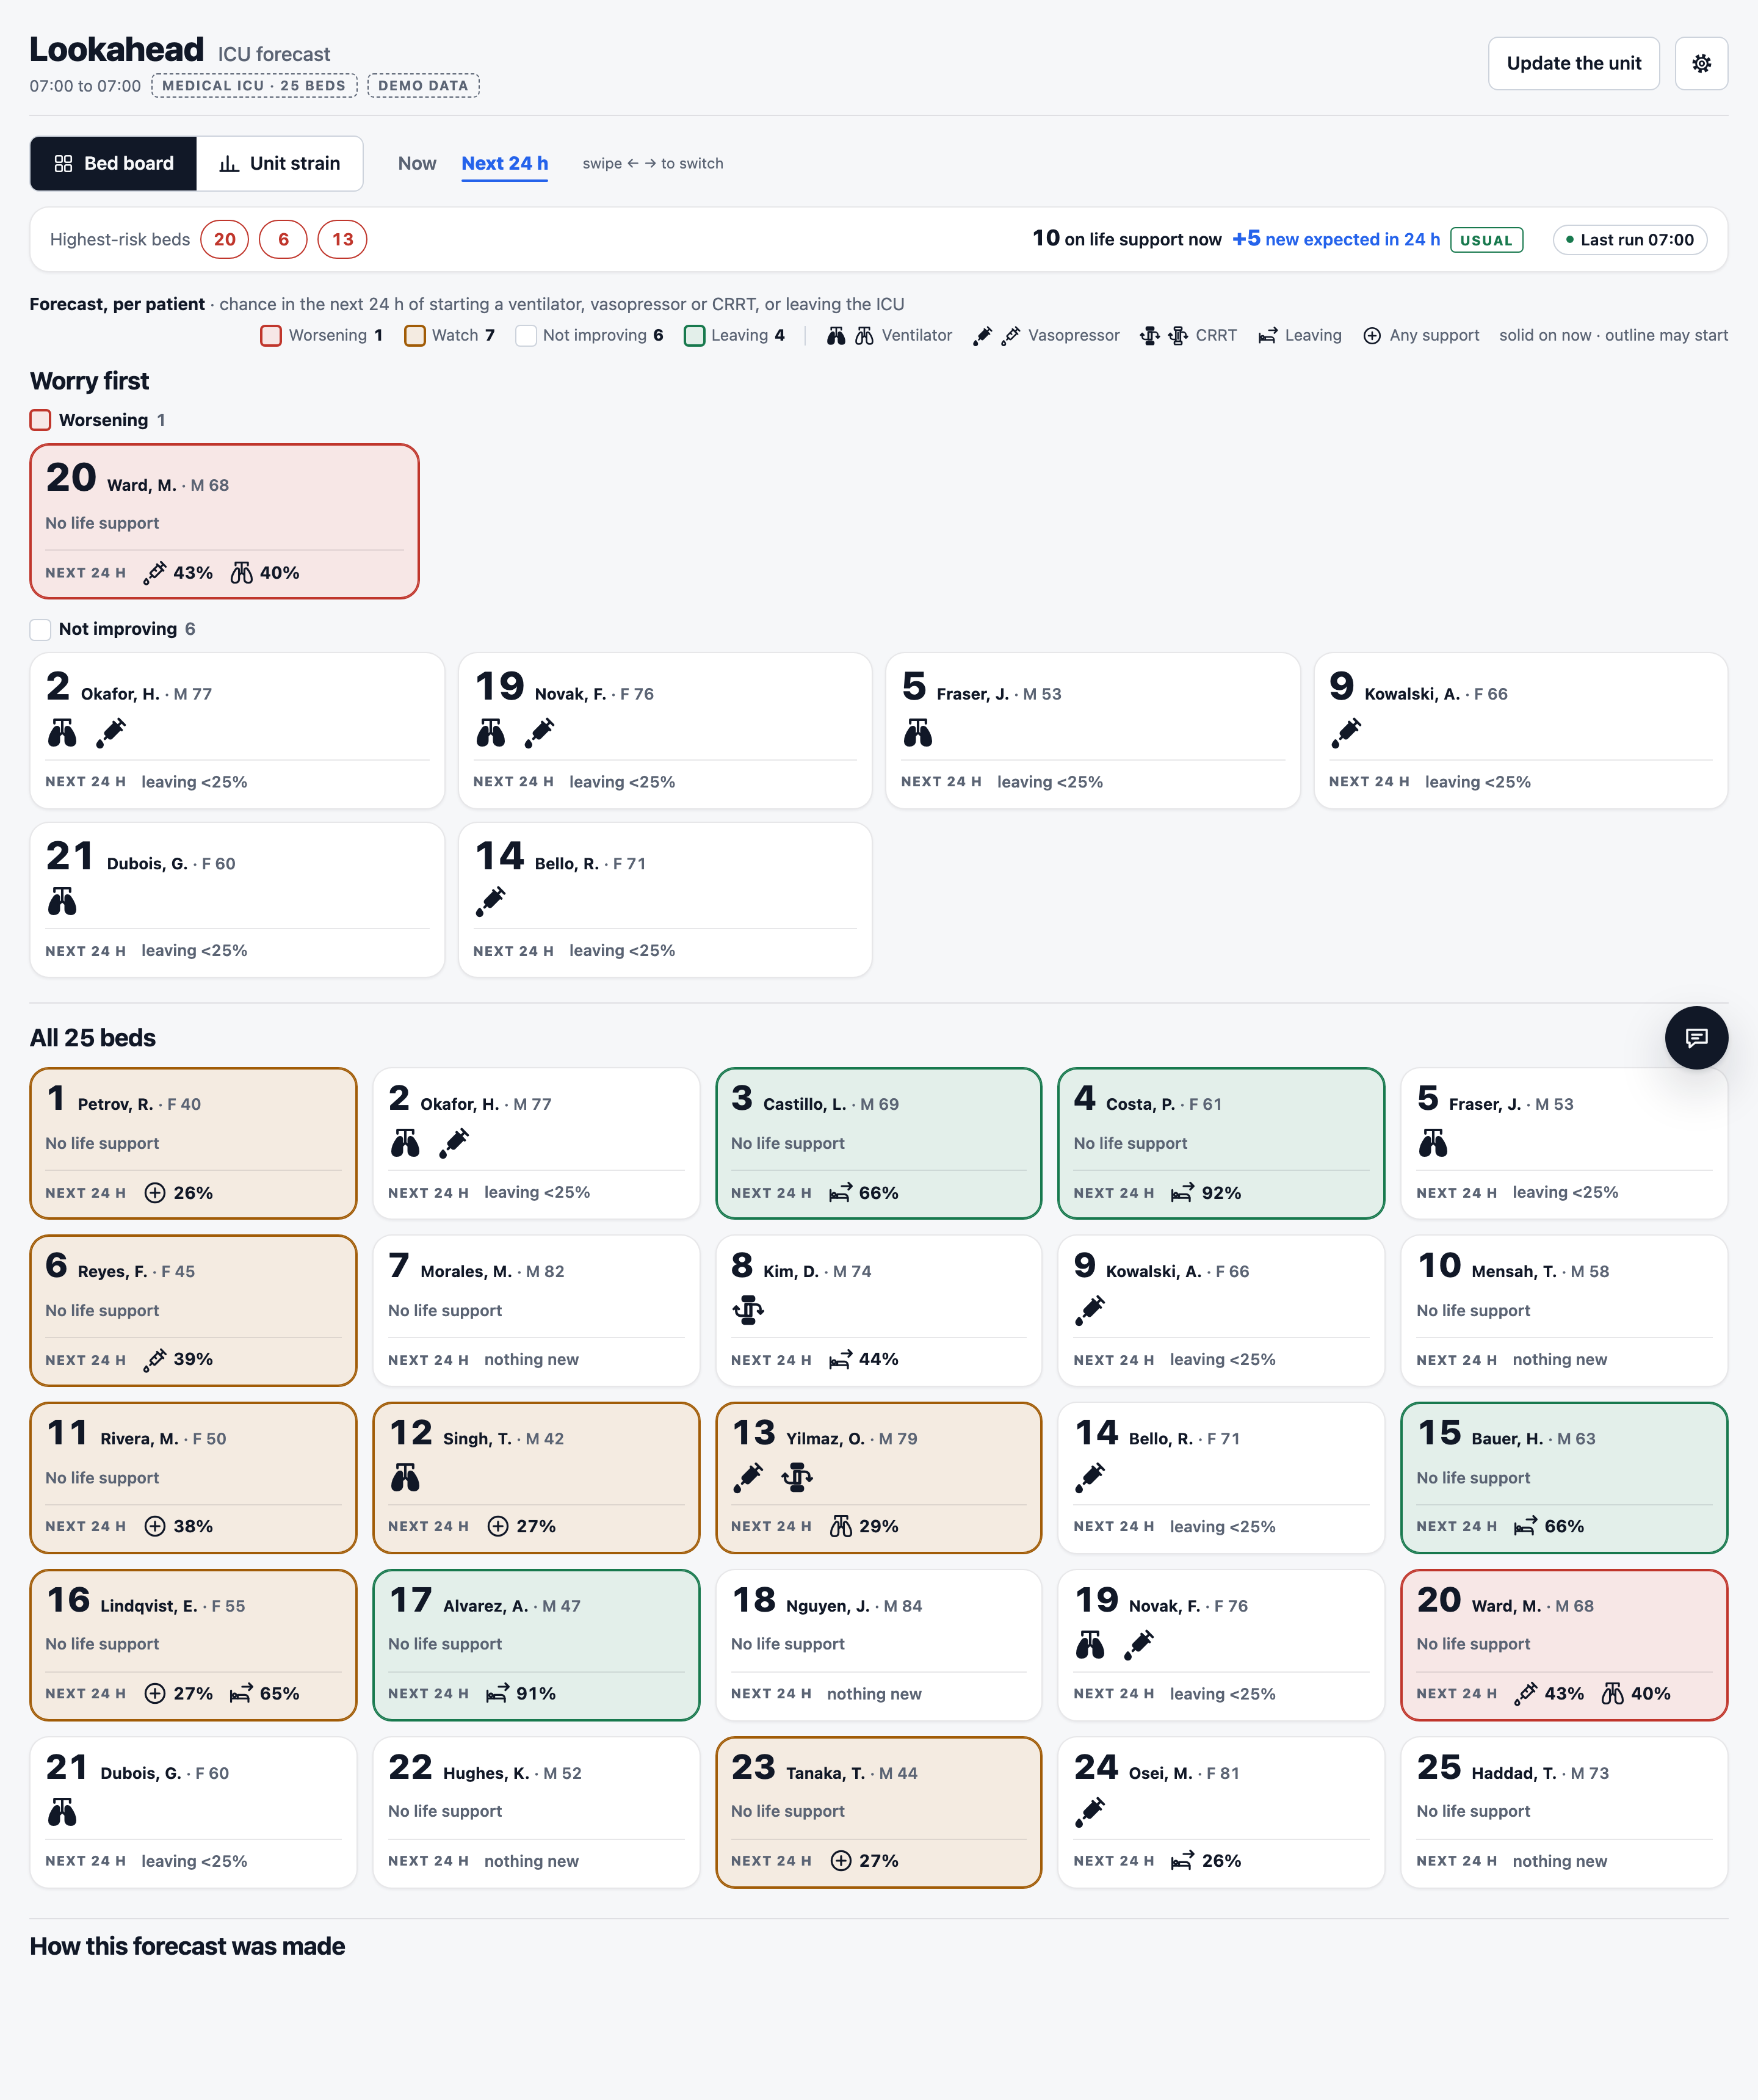 Lookahead ICU forecast
07:00 to 07:00 MEDICAL ICU · 25 BEDS DEMO DATA
Update the unit
Bed board Unit strain Now Next 24 h swipe ← → to switch
Highest-risk beds 20 6 13 10 on life support now +5 new expected in 24 h USUAL Last run 07:00
Forecast, per patient · chance in the next 24 h of starting a ventilator, vasopressor or CRRT, or leaving the ICU
Worsening 1 Watch 7 Not improving 6 Leaving 4 Ventilator Vasopressor CRRT Leaving Any support solid on now · outline may start
Worry first
Worsening 1
20 Ward, M. · M 68
No life support
NEXT 24 H 43% 40%
Not improving 6
2 Okafor, H. · M 77
NEXT 24 H leaving <25%
19 Novak, F. · F 76
NEXT 24 H leaving <25%
5 Fraser, J. · M 53
NEXT 24 H leaving <25%
9 Kowalski, A. · F 66
NEXT 24 H leaving <25%
21 Dubois, G. · F 60
NEXT 24 H leaving <25%
14 Bello, R. · F 71
NEXT 24 H leaving <25%
All 25 beds
1 Petrov, R. · F 40
No life support
NEXT 24 H 26%
2 Okafor, H. · M 77
NEXT 24 H leaving <25%
3 Castillo, L. · M 69
No life support
NEXT 24 H 66%
4 Costa, P. · F 61
No life support
NEXT 24 H 92%
5 Fraser, J. · M 53
NEXT 24 H leaving <25%
6 Reyes, F. · F 45
No life support
NEXT 24 H 39%
7 Morales, M. · M 82
No life support
NEXT 24 H nothing new
8 Kim, D. · M 74
NEXT 24 H 44%
9 Kowalski, A. · F 66
NEXT 24 H leaving <25%
10 Mensah, T. · M 58
No life support
NEXT 24 H nothing new
11 Rivera, M. · F 50
No life support
NEXT 24 H 38%
12 Singh, T. · M 42
NEXT 24 H 27%
13 Yilmaz, O. · M 79
NEXT 24 H 29%
14 Bello, R. · F 71
NEXT 24 H leaving <25%
15 Bauer, H. · M 63
No life support
NEXT 24 H 66%
16 Lindqvist, E. · F 55
No life support
NEXT 24 H 27% 65%
17 Alvarez, A. · M 47
No life support
NEXT 24 H 91%
18 Nguyen, J. · M 84
No life support
NEXT 24 H nothing new
19 Novak, F. · F 76
NEXT 24 H leaving <25%
20 Ward, M. · M 68
No life support
NEXT 24 H 43% 40%
21 Dubois, G. · F 60
NEXT 24 H leaving <25%
22 Hughes, K. · M 52
No life support
NEXT 24 H nothing new
23 Tanaka, T. · M 44
No life support
NEXT 24 H 27%
24 Osei, M. · F 81
NEXT 24 H 26%
25 Haddad, T. · M 73
No life support
NEXT 24 H nothing new
How this forecast was made